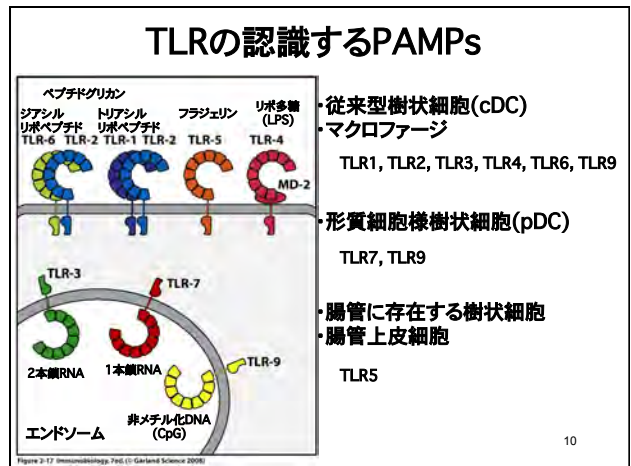 TLRの認識するPAMPs
ペプチドグリカン
ジアシル
リポペプチド
トリアシル
リポペプチド
フラジェリン
リポ多糖
(LPS)
TLR-6 TLR-2 TLR-1 TLR-2 TLR-5 TLR-4
MD-2
TLR-3
TLR-7
TLR-9
2本鎖RNA
1本鎖RNA
非メチル化DNA
(CpG)
エンドソーム
Figure 2-17 Immunobiology, 7ed. (© Garland Science 2008)
・従来型樹状細胞(cDC)
・マクロファージ
TLR1, TLR2, TLR3, TLR4, TLR6, TLR9
・形質細胞様樹状細胞(pDC)
TLR7, TLR9
・腸管に存在する樹状細胞
・腸管上皮細胞
TLR5
10